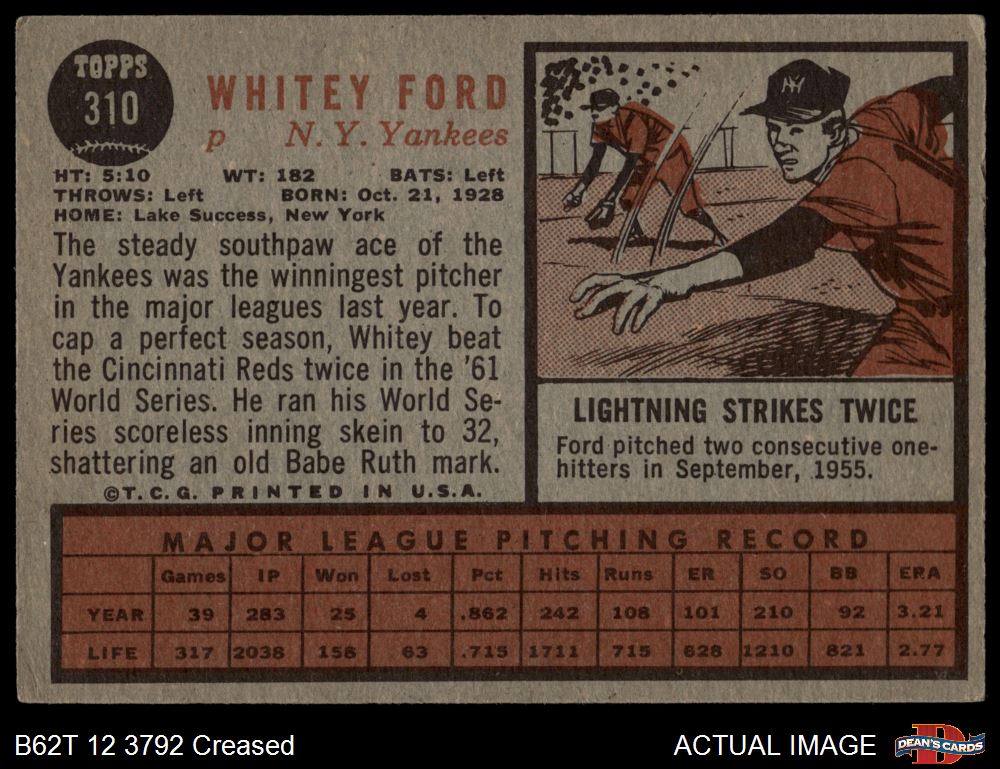 TOPPS
310
WHITEY FORD
p N. Y. Yankees
HT: 5:10 WT: 182 BATS: Left
THROWS: Left BORN: Oct. 21, 1928
HOME: Lake Success, New York
The steady southpaw ace of the
Yankees was the winningest pitcher
in the major leagues last year. To
cap a perfect season, Whitey beat
the Cincinnati Reds twice in the '61
World Series. He ran his World Se-
ries scoreless inning skein to 32,
shattering an old Babe Ruth mark.
©T. C. G. PRINTED IN U.S.A.
NY
LIGHTNING STRIKES TWICE
Ford pitched two consecutive one-
hitters in September, 1955.
MAJOR LEAGUE PITCHING RECORD
Games IP Won Lost Pct Hits Runs ER SO BB ERA
YEAR 39 283 25 4 .862 242 108 101 210 92 3.21
LIFE 317 2038 158 63 .715 1711 715 628 1210 821 2.77
B62T 12 3792 Creased
ACTUAL IMAGE
D
DEAN'S CARDS